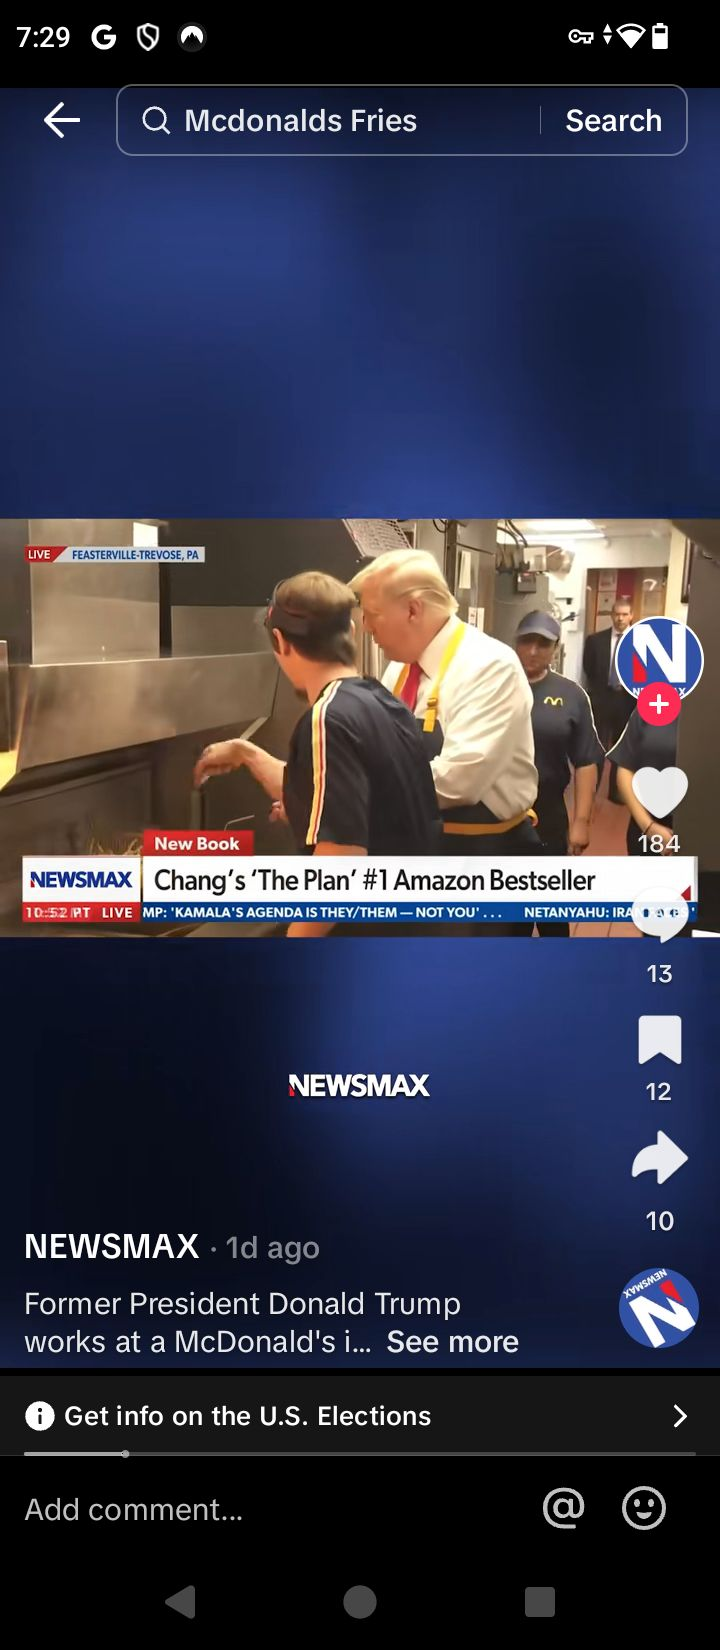 7:29
Mcdonalds Fries
Search
LIVE FEASTERVILLE-TREVOSE, PA
New Book
NEWSMAX
Chang's 'The Plan' #1 Amazon Bestseller
10:52 PT LIVE
MP: 'KAMALA'S AGENDA IS THEY/THEM — NOT YOU' . . . NETANYAHU: IRAN
184
13
12
10
NEWSMAX
NEWSMAX · 1d ago
Former President Donald Trump
works at a McDonald's i... See more
NEWSMAX
Get info on the U.S. Elections
Add comment...